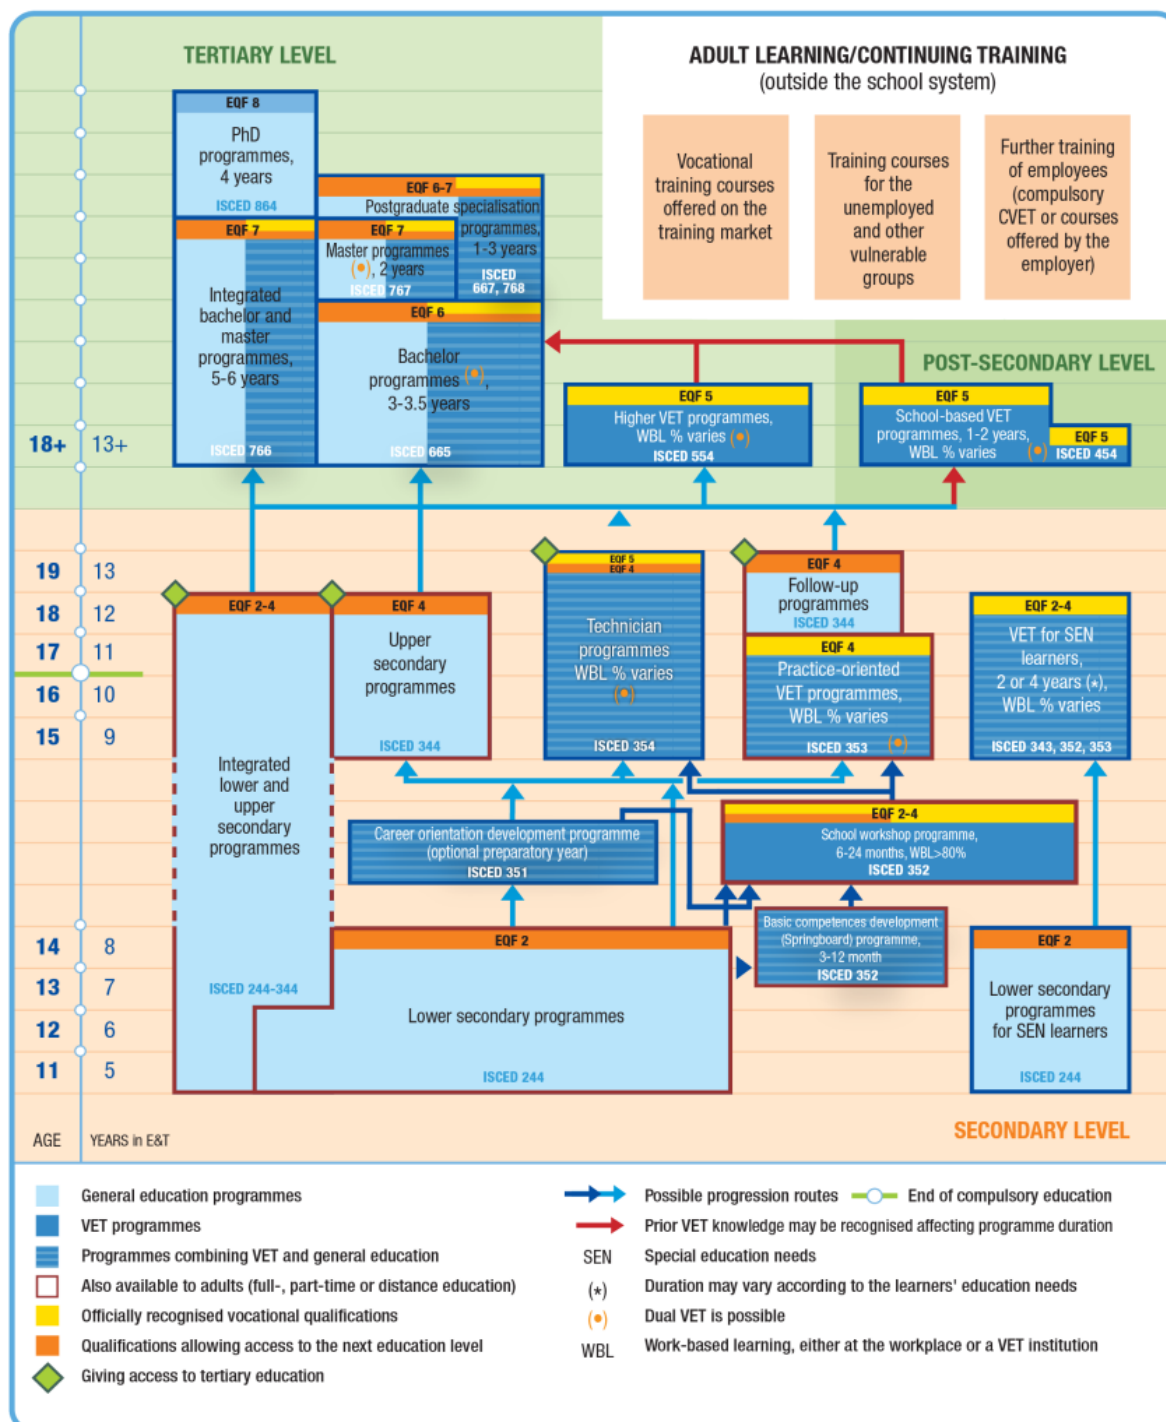 TERTIARY LEVEL
ADULT LEARNING/CONTINUING TRAINING
(outside the school system)
Vocational
training courses
offered on the
training market
Training courses
for the
unemployed
and other
vulnerable
groups
Further training
of employees
(compulsory
CVET or courses
offered by the
employer)
EQF 8
PhD
programmes,
4 years
ISCED 864
EQF 6-7
Postgraduate specialisation
programmes,
1-3 years
ISCED
667, 768
EQF 7
Integrated
bachelor and
master
programmes,
5-6 years
ISCED 766
EQF 7
Master programmes
(•), 2 years
ISCED 767
EQF 6
Bachelor
programmes (•),
3-3.5 years
ISCED 665
POST-SECONDARY LEVEL
EQF 5
Higher VET programmes,
WBL % varies (•)
ISCED 554
EQF 5
School-based VET
programmes, 1-2 years,
WBL % varies (•)
EQF 5
ISCED 454
18+ 13+
19 13
18 12
17 11
16 10
15 9
14 8
13 7
12 6
11 5
AGE YEARS in E&T
EQF 2-4
Integrated
lower and
upper
secondary
programmes
ISCED 244-344
EQF 4
Upper
secondary
programmes
ISCED 344
EQF 5
EQF 4
Technician
programmes
WBL % varies
(•)
ISCED 354
EQF 4
Follow-up
programmes
ISCED 344
EQF 4
Practice-oriented
VET programmes,
WBL % varies
ISCED 353 (•)
EQF 2-4
VET for SEN
learners,
2 or 4 years (*),
WBL % varies
ISCED 343, 352, 353
Career orientation development programme
(optional preparatory year)
ISCED 351
EQF 2-4
School workshop programme,
6-24 months, WBL>80%
ISCED 352
Basic competences development
(Springboard) programme,
3-12 month
ISCED 352
EQF 2
Lower secondary programmes
ISCED 244
EQF 2
Lower secondary
programmes
for SEN learners
ISCED 244
SECONDARY LEVEL
General education programmes
VET programmes
Programmes combining VET and general education
Also available to adults (full-, part-time or distance education)
Officially recognised vocational qualifications
Qualifications allowing access to the next education level
Giving access to tertiary education
Possible progression routes
End of compulsory education
Prior VET knowledge may be recognised affecting programme duration
SEN Special education needs
(*) Duration may vary according to the learners' education needs
(•) Dual VET is possible
WBL Work-based learning, either at the workplace or a VET institution